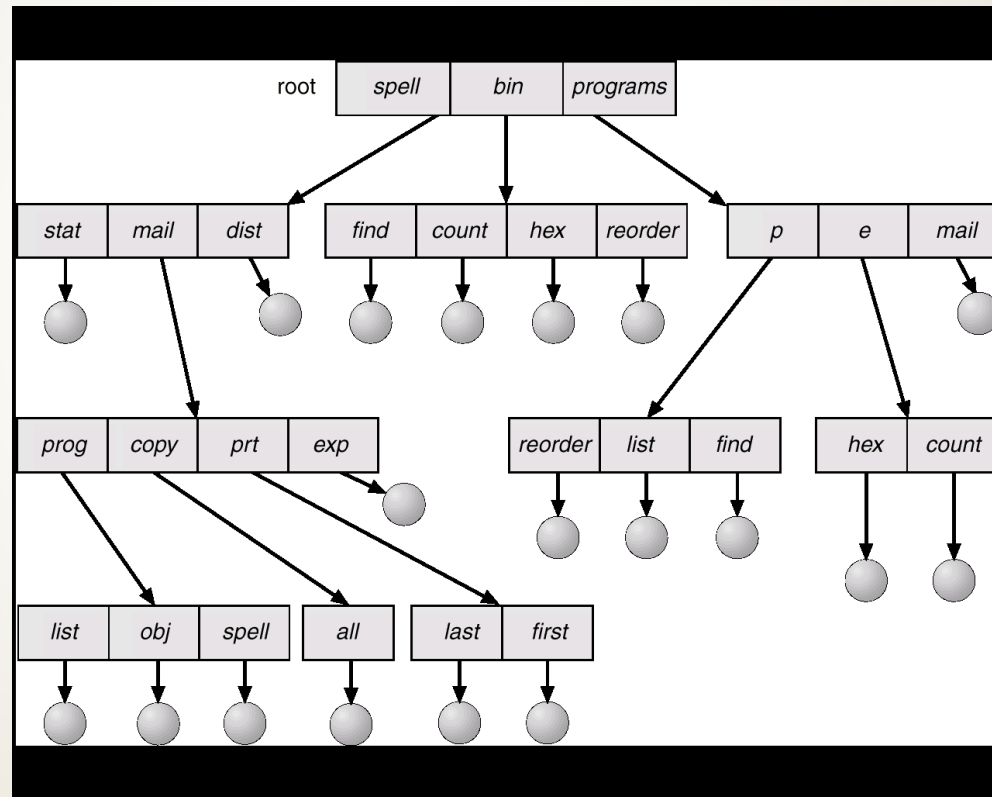 root spell bin programs
stat mail dist find count hex reorder p e mail
prog copy prt exp reorder list find hex count
list obj spell all last first